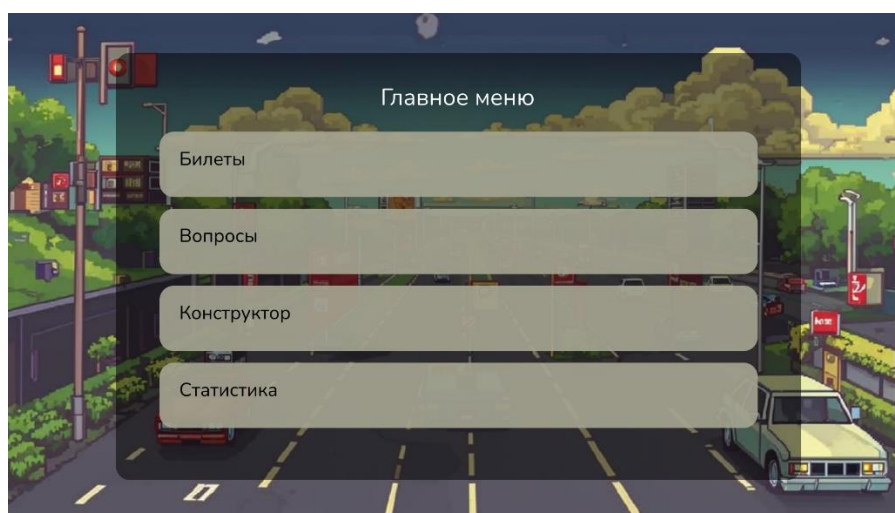 Главное меню
Билеты
Вопросы
Конструктор
Статистика